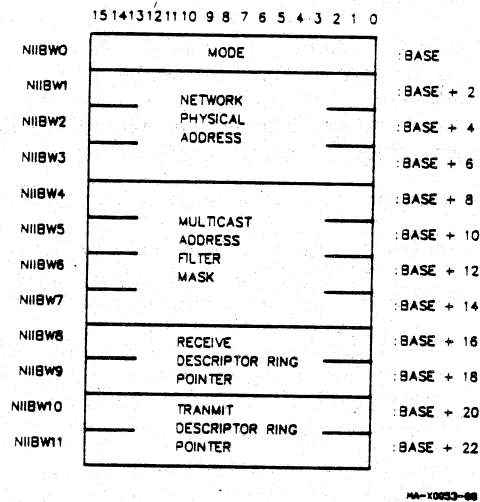 15 14 13 12 11 10 9 8 7 6 5 4 3 2 1 0
NIIBW0 MODE :BASE
NIIBW1 :BASE + 2
NETWORK
NIIBW2 PHYSICAL :BASE + 4
ADDRESS
NIIBW3 :BASE + 6
NIIBW4 :BASE + 8
NIIBW5 MULTICAST :BASE + 10
ADDRESS
NIIBW6 FILTER :BASE + 12
MASK
NIIBW7 :BASE + 14
NIIBW8 RECEIVE :BASE + 16
NIIBW9 DESCRIPTOR RING :BASE + 18
POINTER
NIIBW10 TRANMIT :BASE + 20
DESCRIPTOR RING
NIIBW11 POINTER :BASE + 22
MA-X0053-88